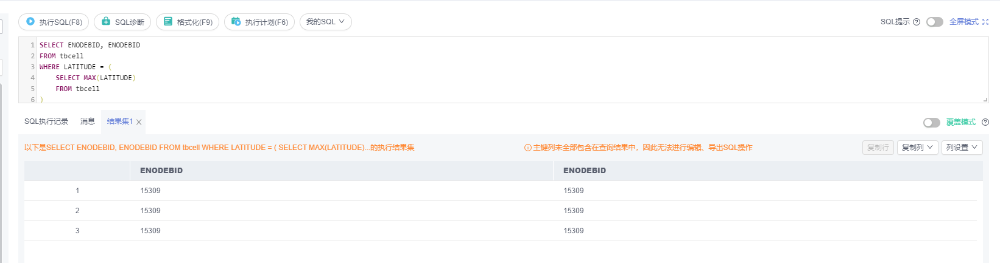 执行SQL(F8) SQL诊断 格式化(F9) 执行计划(F6) 我的SQL SQL提示 全屏模式
1 SELECT ENODEBID, ENODEBID
2 FROM tbcell
3 WHERE LATITUDE = (
4 SELECT MAX(LATITUDE)
5 FROM tbcell
6 )
SQL执行记录 消息 结果集1 覆盖模式
以下是SELECT ENODEBID, ENODEBID FROM tbcell WHERE LATITUDE = ( SELECT MAX(LATITUDE)...的执行结果集 主键列未全部包含在查询结果中，因此无法进行编辑、导出SQL操作 复制行 复制列 列设置
ENODEBID ENODEBID
1 15309 15309
2 15309 15309
3 15309 15309